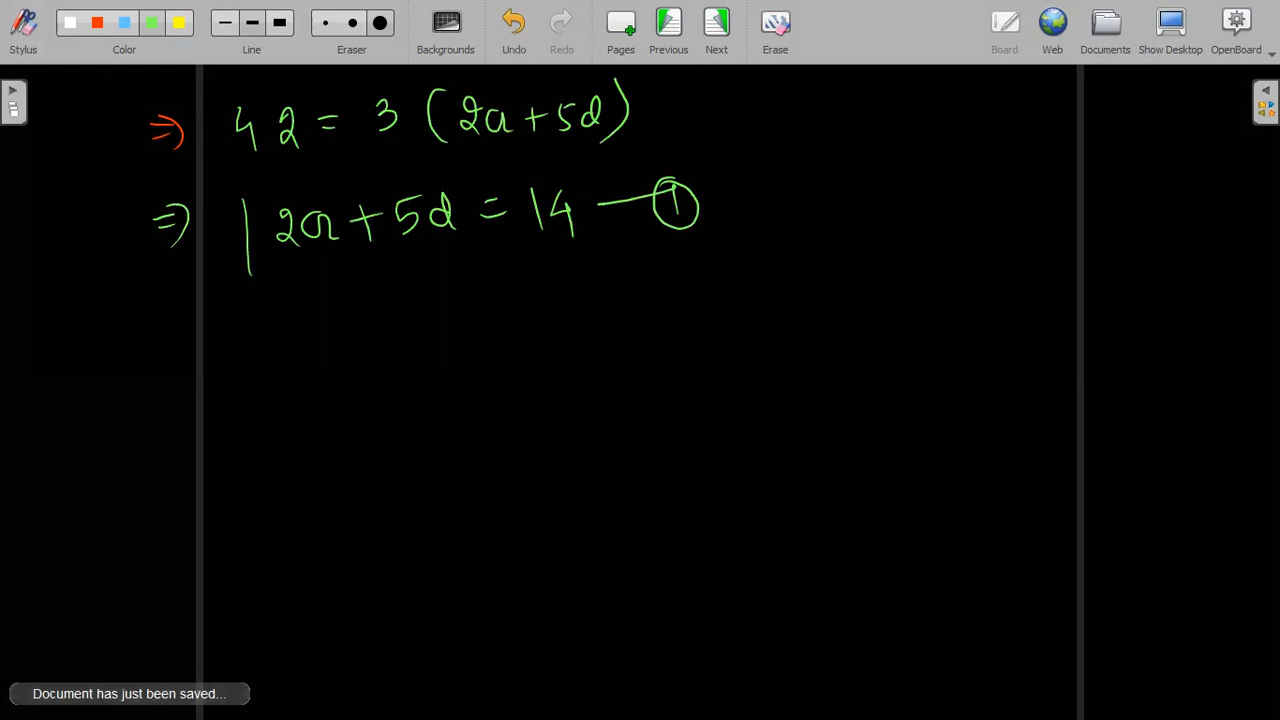 Stylus Color Line Eraser Backgrounds Undo Redo Pages Previous Next Erase Board Web Documents Show Desktop OpenBoard
⇒ 42 = 3 (2a + 5d)
⇒ | 2a + 5d = 14 — ①
Document has just been saved...